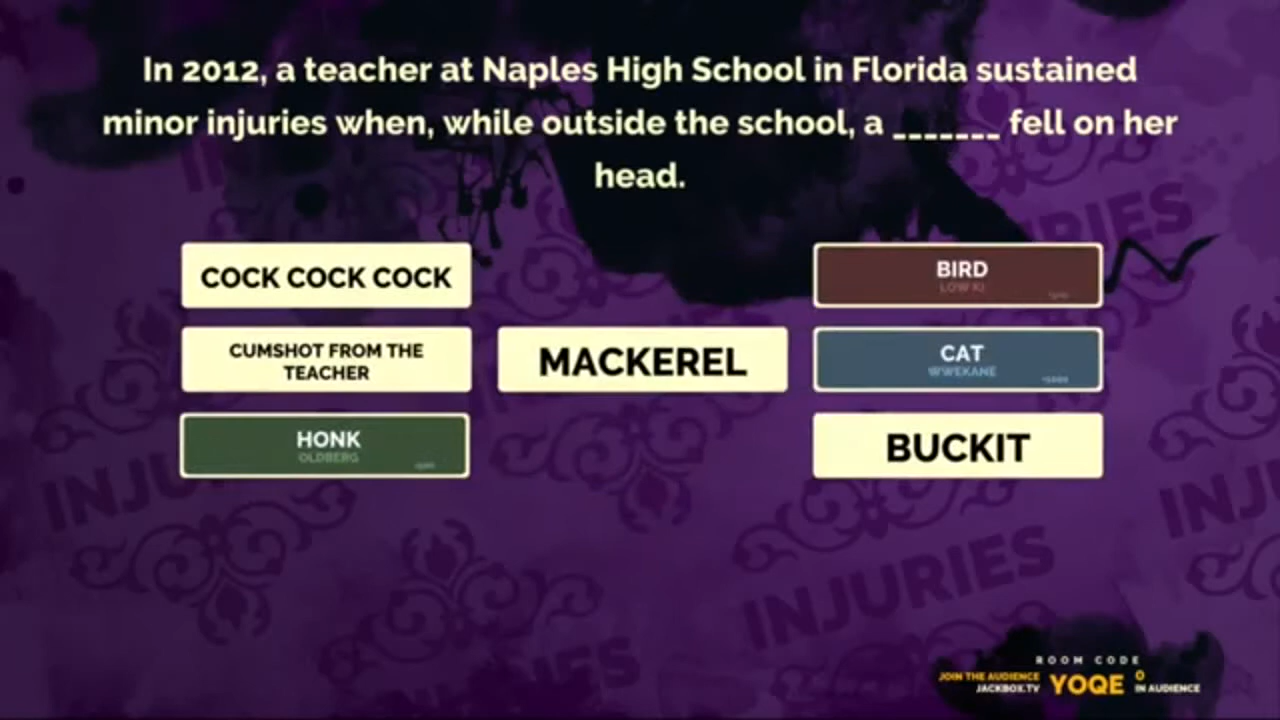 In 2012, a teacher at Naples High School in Florida sustained
minor injuries when, while outside the school, a _______ fell on her
head.
COCK COCK COCK
BIRD
LOW KI
CUMSHOT FROM THE
TEACHER
MACKEREL
CAT
WWEKANE
HONK
OLDBERG
BUCKIT
INJURIES
INJURIES
ROOM CODE
JOIN THE AUDIENCE
JACKBOX.TV
YOQE
0
IN AUDIENCE